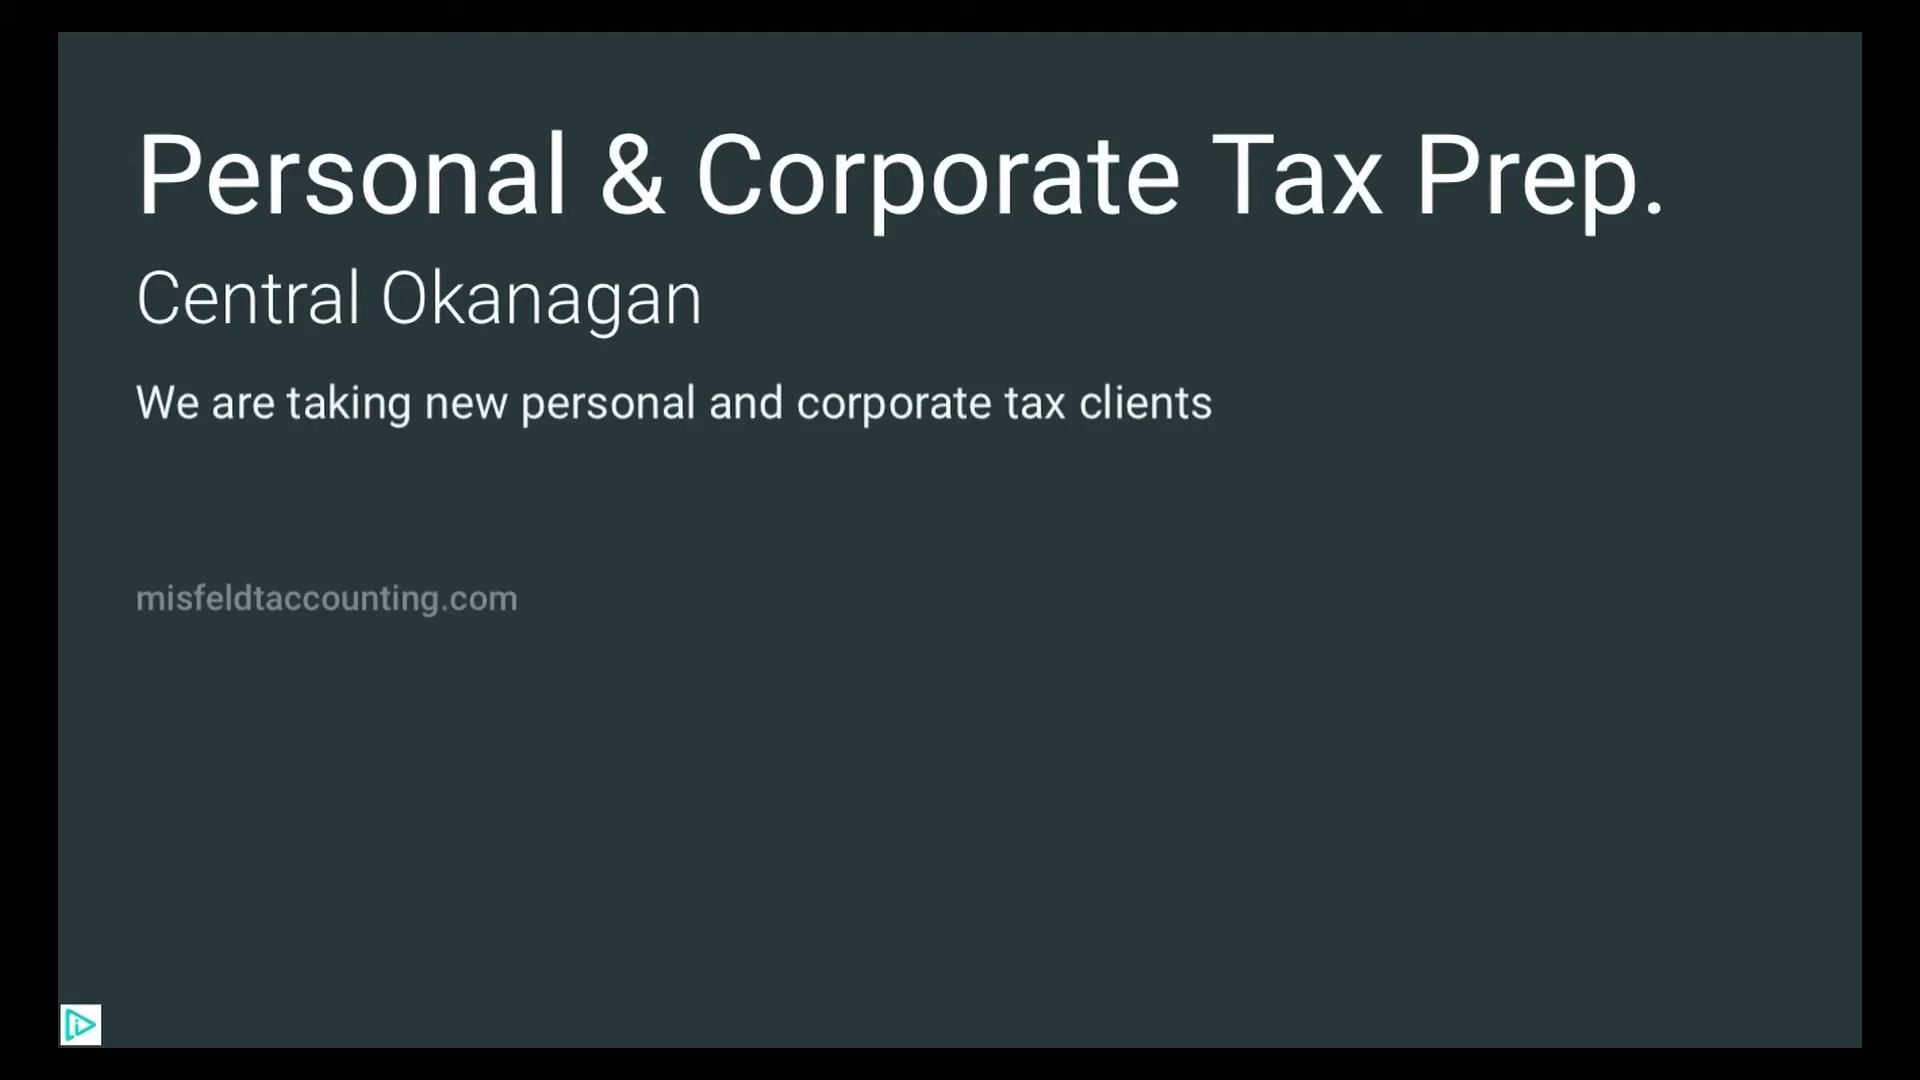 Personal & Corporate Tax Prep.
Central Okanagan
We are taking new personal and corporate tax clients
misfeldtaccounting.com